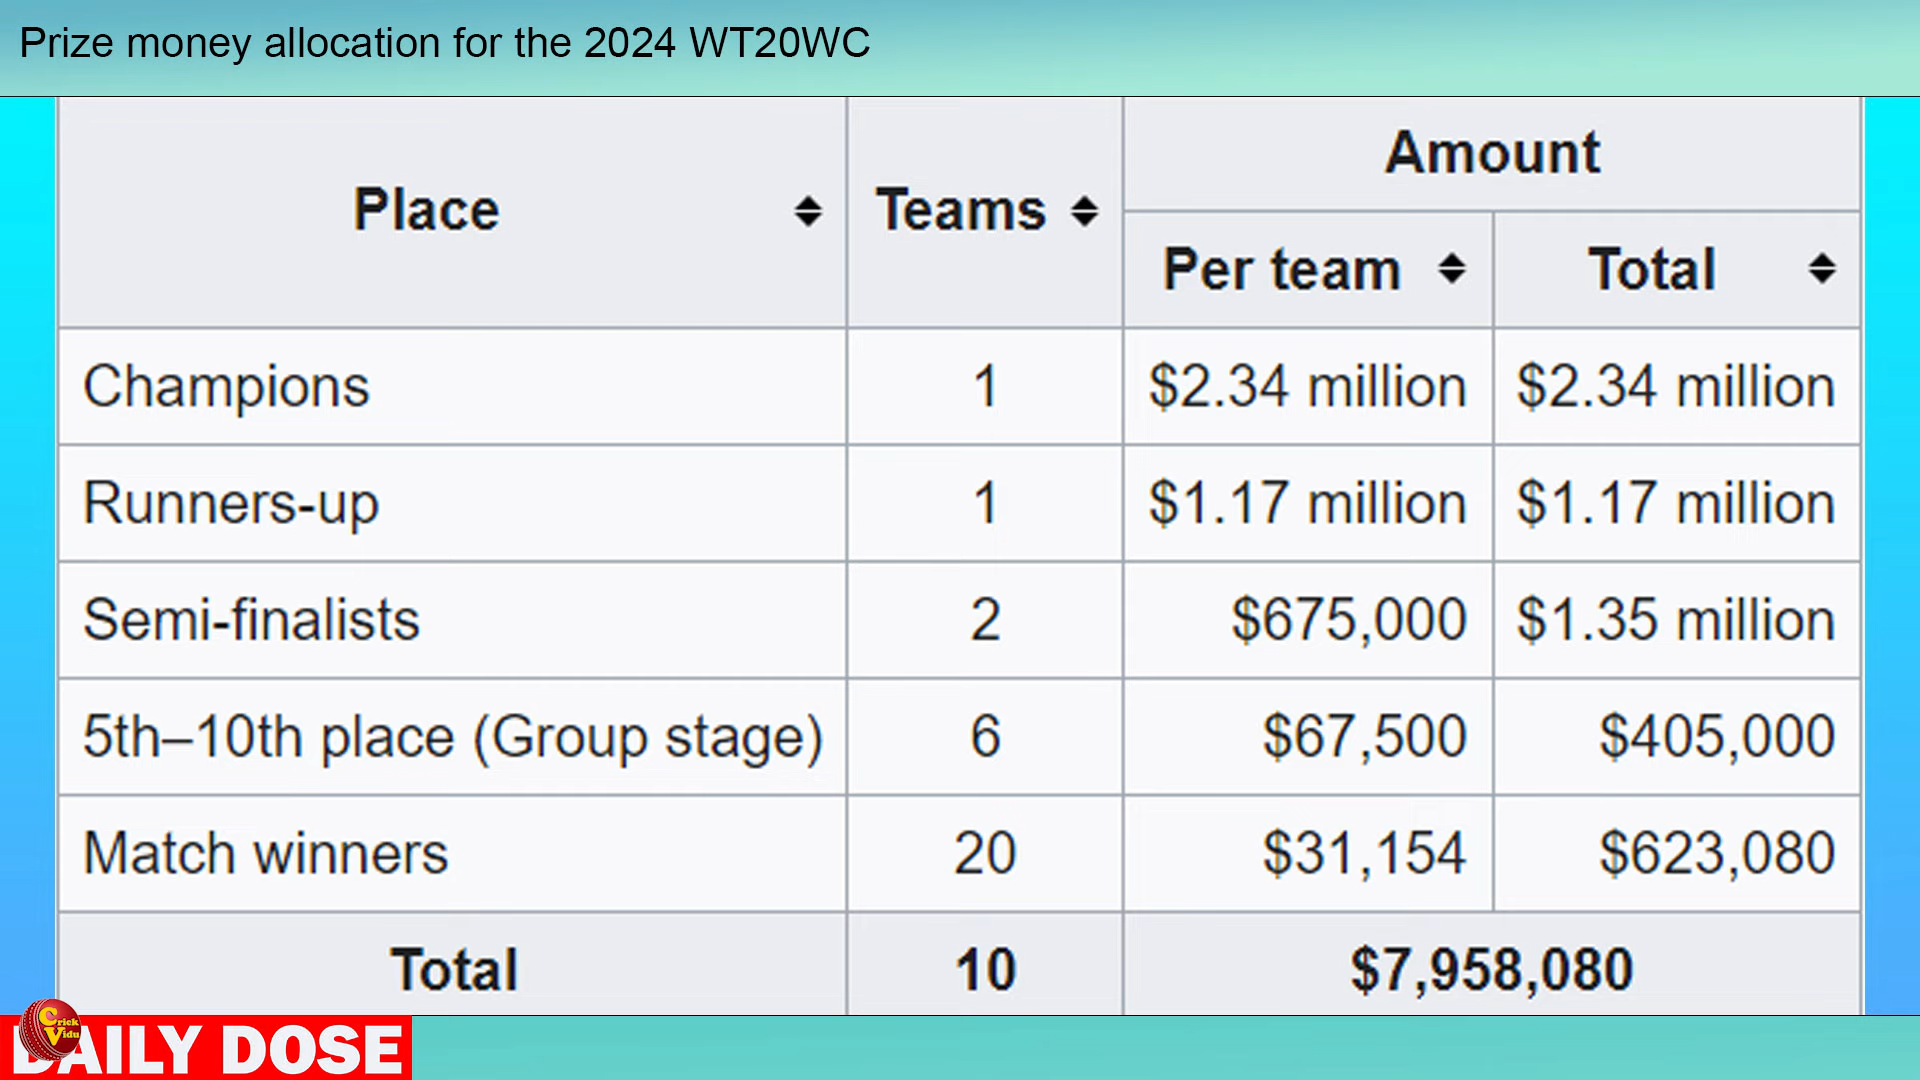 Prize money allocation for the 2024 WT20WC
Place Teams Amount
Per team Total
Champions 1 $2.34 million $2.34 million
Runners-up 1 $1.17 million $1.17 million
Semi-finalists 2 $675,000 $1.35 million
5th–10th place (Group stage) 6 $67,500 $405,000
Match winners 20 $31,154 $623,080
Total 10 $7,958,080
Crick
Vidu
DAILY DOSE